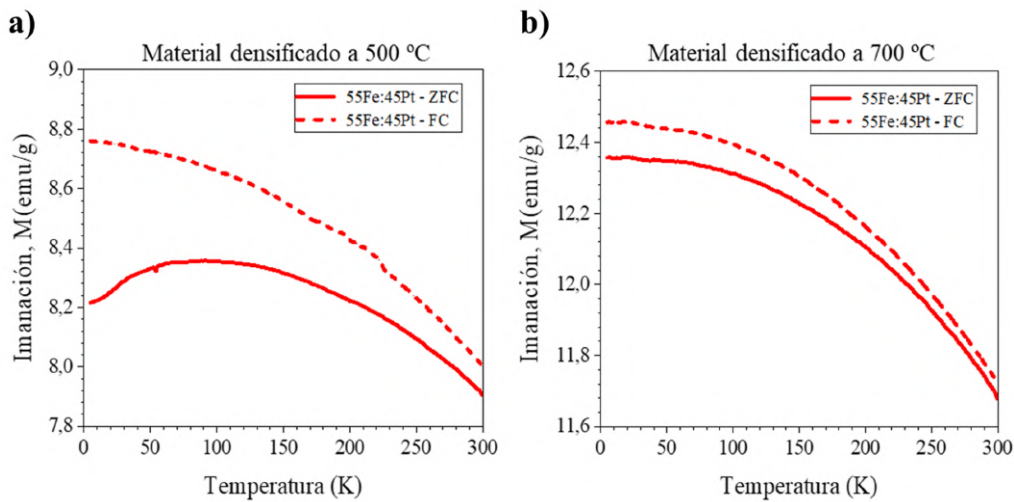 a)
Material densificado a 500 ºC
9,0
8,8
8,6
8,4
8,2
8,0
7,8
Imanación, M(emu/g)
55Fe:45Pt - ZFC
55Fe:45Pt - FC
0 50 100 150 200 250 300
Temperatura (K)
b)
Material densificado a 700 ºC
12,6
12,4
12,2
12,0
11,8
11,6
Imanación, M(emu/g)
55Fe:45Pt - ZFC
55Fe:45Pt - FC
0 50 100 150 200 250 300
Temperatura (K)